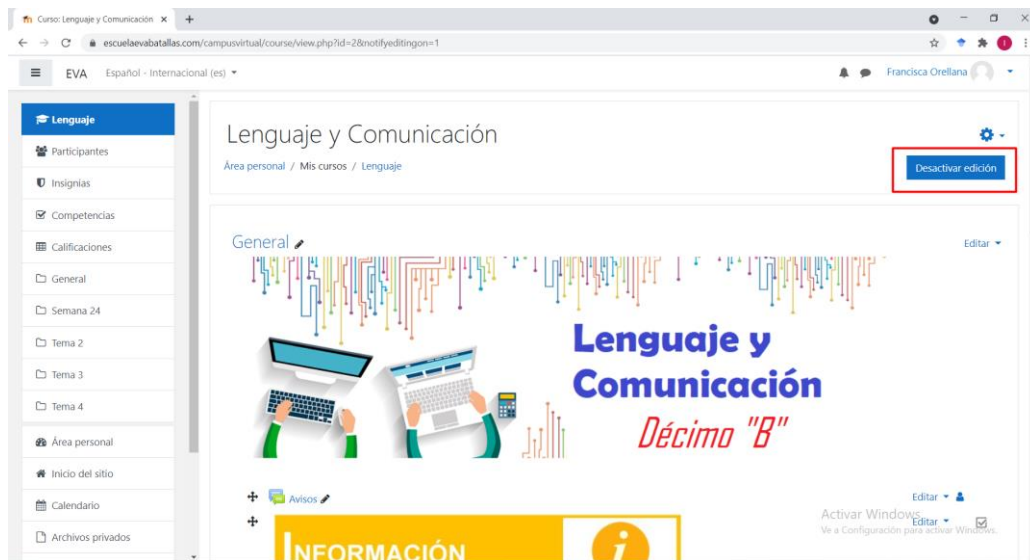 Curso: Lenguaje y Comunicación
escuelaevabatallas.com/campusvirtual/course/view.php?id=2&notifyeditingon=1
EVA Español - Internacional (es) Francisca Orellana
Lenguaje
Participantes
Insignias
Competencias
Calificaciones
General
Semana 24
Tema 2
Tema 3
Tema 4
Área personal
Inicio del sitio
Calendario
Archivos privados
Lenguaje y Comunicación
Área personal / Mis cursos / Lenguaje
Desactivar edición
General Editar
Lenguaje y
Comunicación
Décimo "B"
Avisos Editar
Editar
INFORMACIÓN
i
Activar Windows
Ve a Configuración para activar Windows.